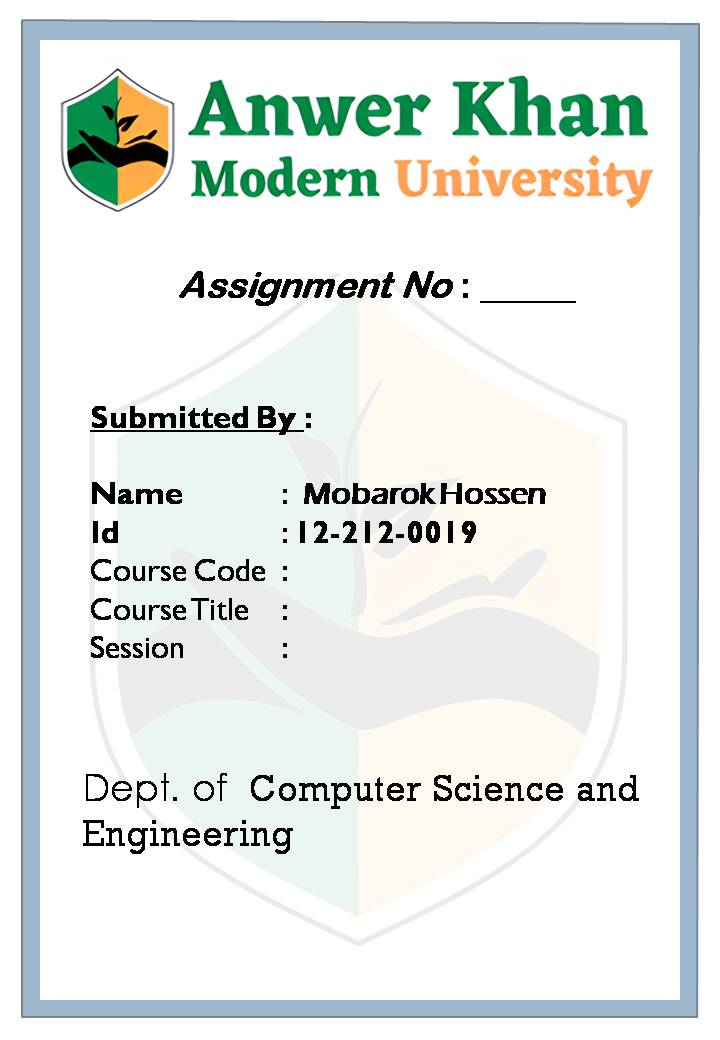 Anwer Khan
Modern University
Assignment No : _____
Submitted By :
Name : Mobarok Hossen
Id : 12-212-0019
Course Code :
Course Title :
Session :
Dept. of Computer Science and
Engineering